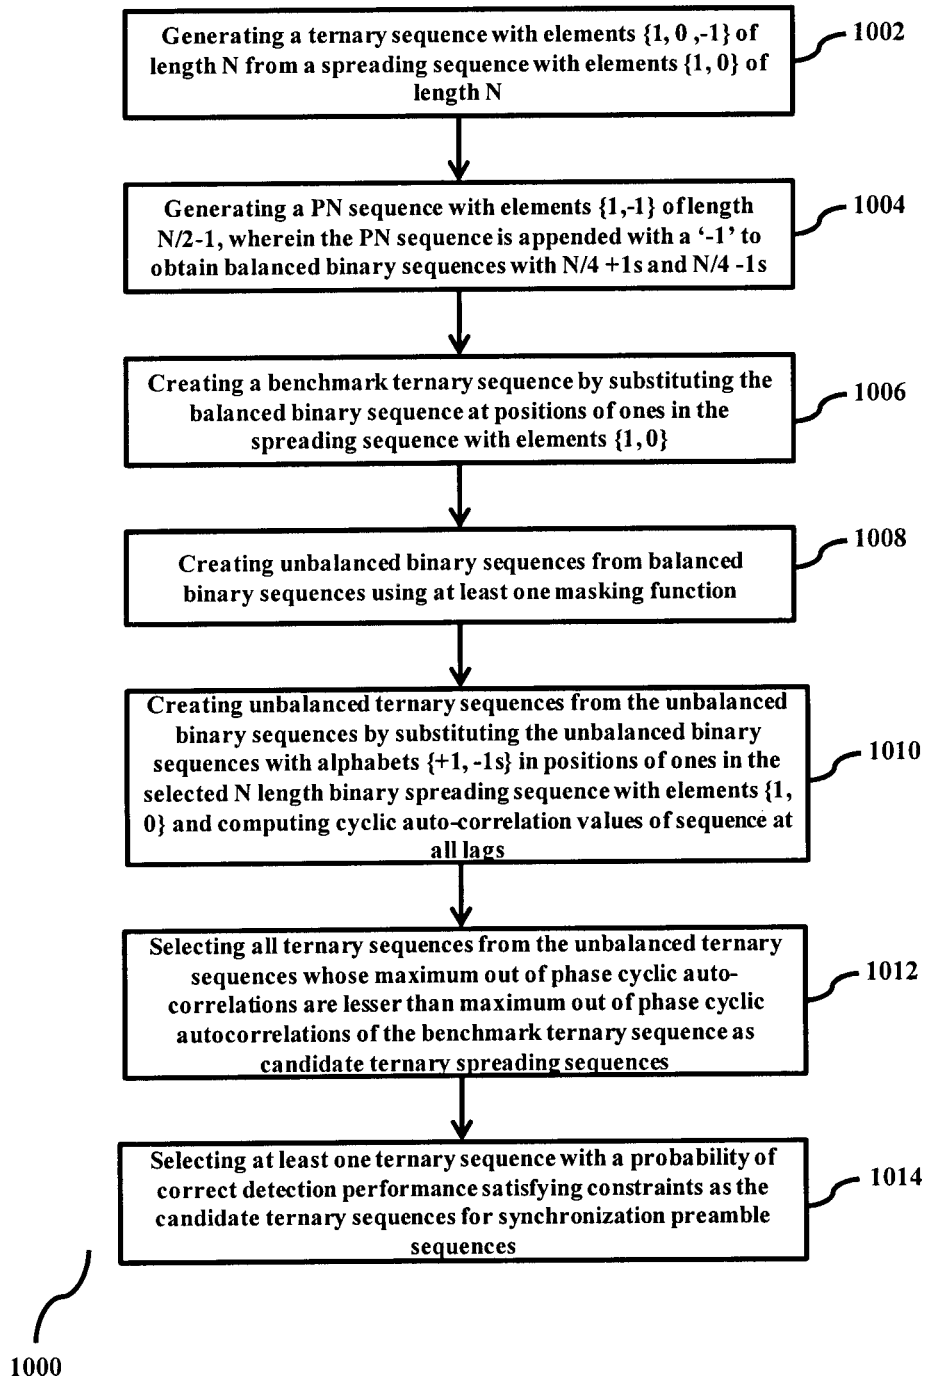 Generating a ternary sequence with elements {1, 0 ,-1} of
length N from a spreading sequence with elements {1, 0} of
length N
1002
Generating a PN sequence with elements {1,-1} of length
N/2-1, wherein the PN sequence is appended with a ‘-1’ to
obtain balanced binary sequences with N/4 +1s and N/4 -1s
1004
Creating a benchmark ternary sequence by substituting the
balanced binary sequence at positions of ones in the
spreading sequence with elements {1, 0}
1006
Creating unbalanced binary sequences from balanced
binary sequences using at least one masking function
1008
Creating unbalanced ternary sequences from the unbalanced
binary sequences by substituting the unbalanced binary
sequences with alphabets {+1, -1s} in positions of ones in the
selected N length binary spreading sequence with elements {1,
0} and computing cyclic auto-correlation values of sequence at
all lags
1010
Selecting all ternary sequences from the unbalanced ternary
sequences whose maximum out of phase cyclic auto-
correlations are lesser than maximum out of phase cyclic
autocorrelations of the benchmark ternary sequence as
candidate ternary spreading sequences
1012
Selecting at least one ternary sequence with a probability of
correct detection performance satisfying constraints as the
candidate ternary sequences for synchronization preamble
sequences
1014
1000